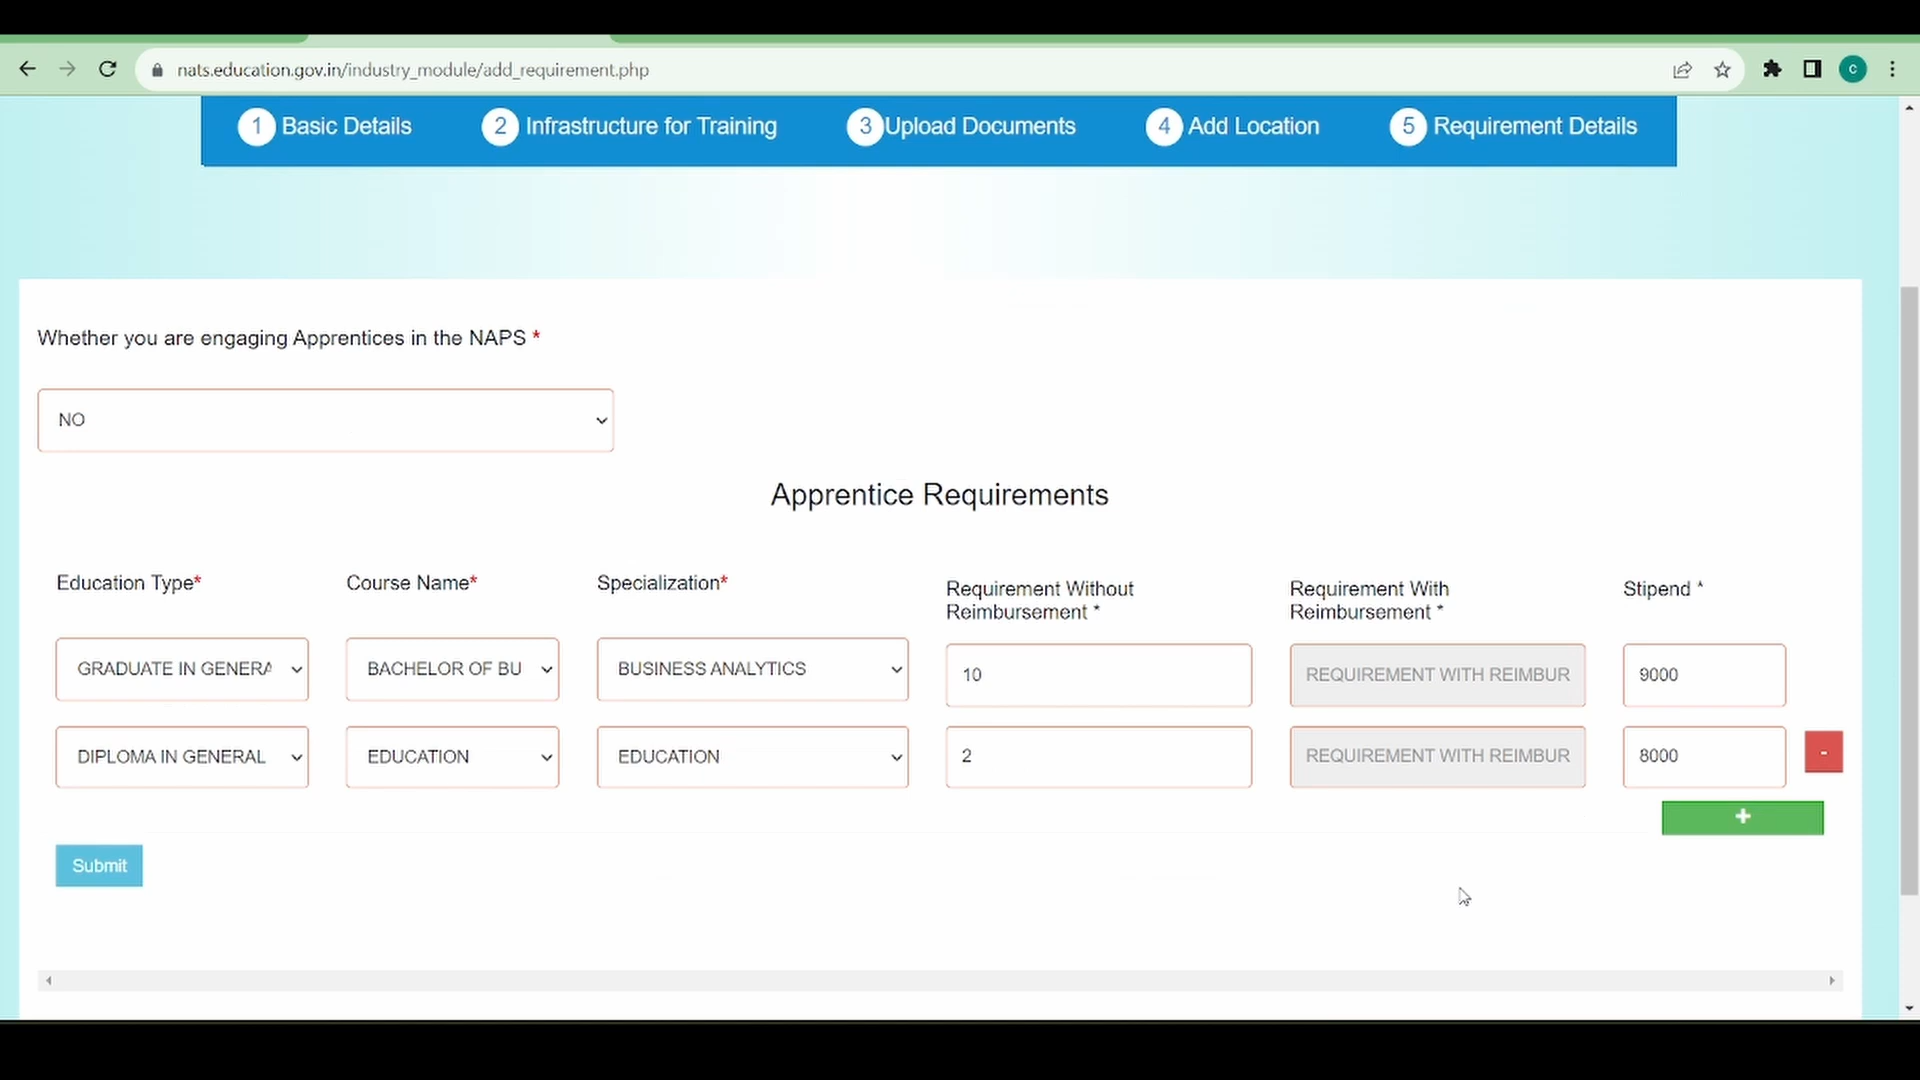 nats.education.gov.in/industry_module/add_requirement.php
c
1 Basic Details 2 Infrastructure for Training 3 Upload Documents 4 Add Location 5 Requirement Details
Whether you are engaging Apprentices in the NAPS *
NO
Apprentice Requirements
Education Type* Course Name* Specialization* Requirement Without Reimbursement * Requirement With Reimbursement * Stipend *
GRADUATE IN GENERA BACHELOR OF BU BUSINESS ANALYTICS 10 REQUIREMENT WITH REIMBUR 9000
DIPLOMA IN GENERAL EDUCATION EDUCATION 2 REQUIREMENT WITH REIMBUR 8000 -
+
Submit